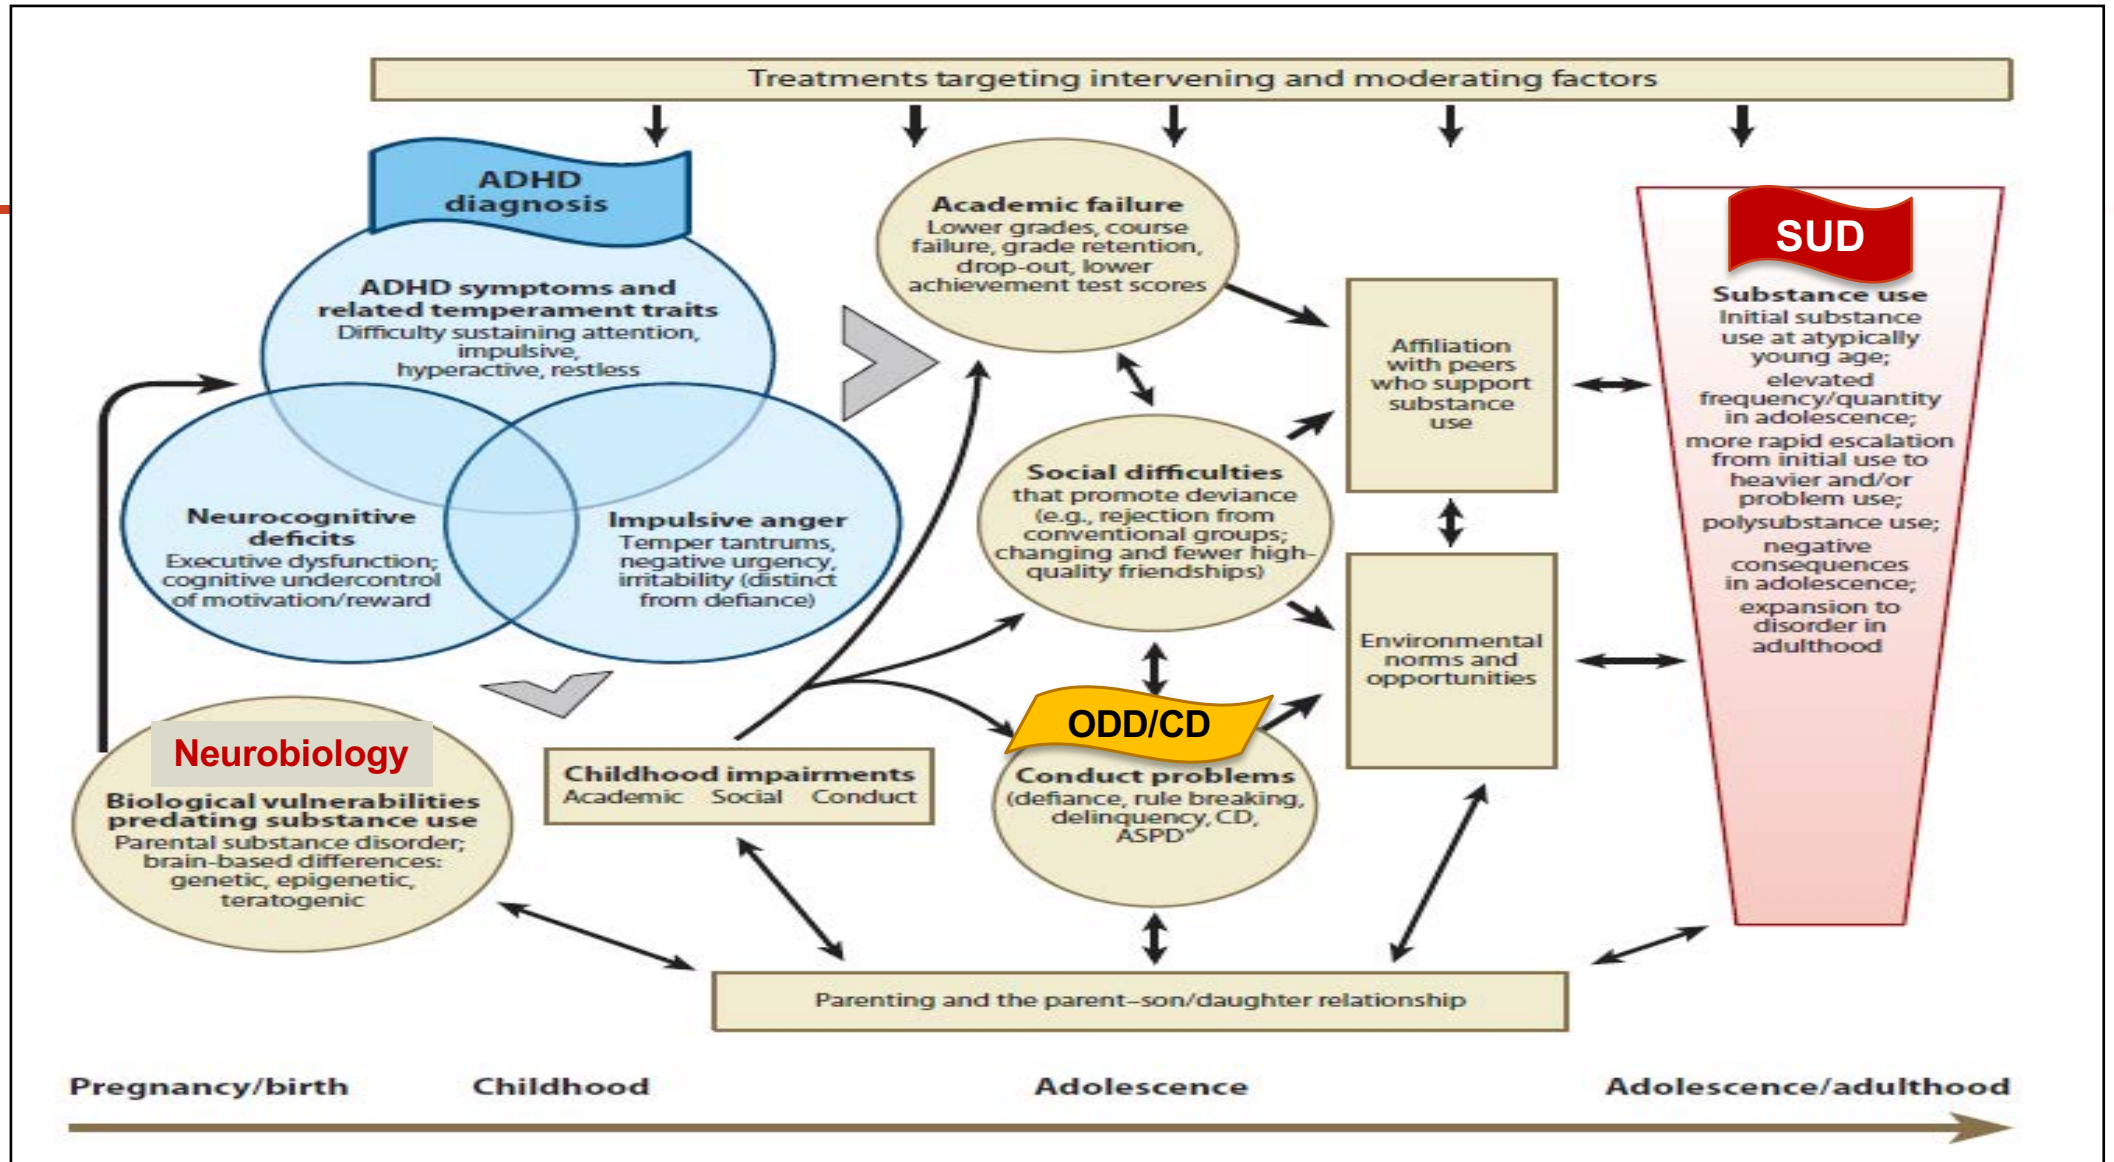 Treatments targeting intervening and moderating factors
ADHD
diagnosis
ADHD symptoms and
related temperament traits
Difficulty sustaining attention,
impulsive,
hyperactive, restless
Neurocognitive
deficits
Executive dysfunction;
cognitive undercontrol
of motivation/reward
Impulsive anger
Temper tantrums,
negative urgency,
irritability (distinct
from defiance)
Neurobiology
Biological vulnerabilities
predating substance use
Parental substance disorder;
brain-based differences:
genetic, epigenetic,
teratogenic
Childhood impairments
Academic Social Conduct
Academic failure
Lower grades, course
failure, grade retention,
drop-out, lower
achievement test scores
Social difficulties
that promote deviance
(e.g., rejection from
conventional groups;
changing and fewer high-
quality friendships)
ODD/CD
Conduct problems
(defiance, rule breaking,
delinquency, CD,
ASPD"
Affiliation
with peers
who support
substance
use
Environmental
norms and
opportunities
SUD
Substance use
Initial substance
use at atypically
young age;
elevated
frequency/quantity
in adolescence;
more rapid escalation
from initial use to
heavier and/or
problem use;
polysubstance use;
negative
consequences
in adolescence;
expansion to
disorder in
adulthood
Parenting and the parent–son/daughter relationship
Pregnancy/birth
Childhood
Adolescence
Adolescence/adulthood